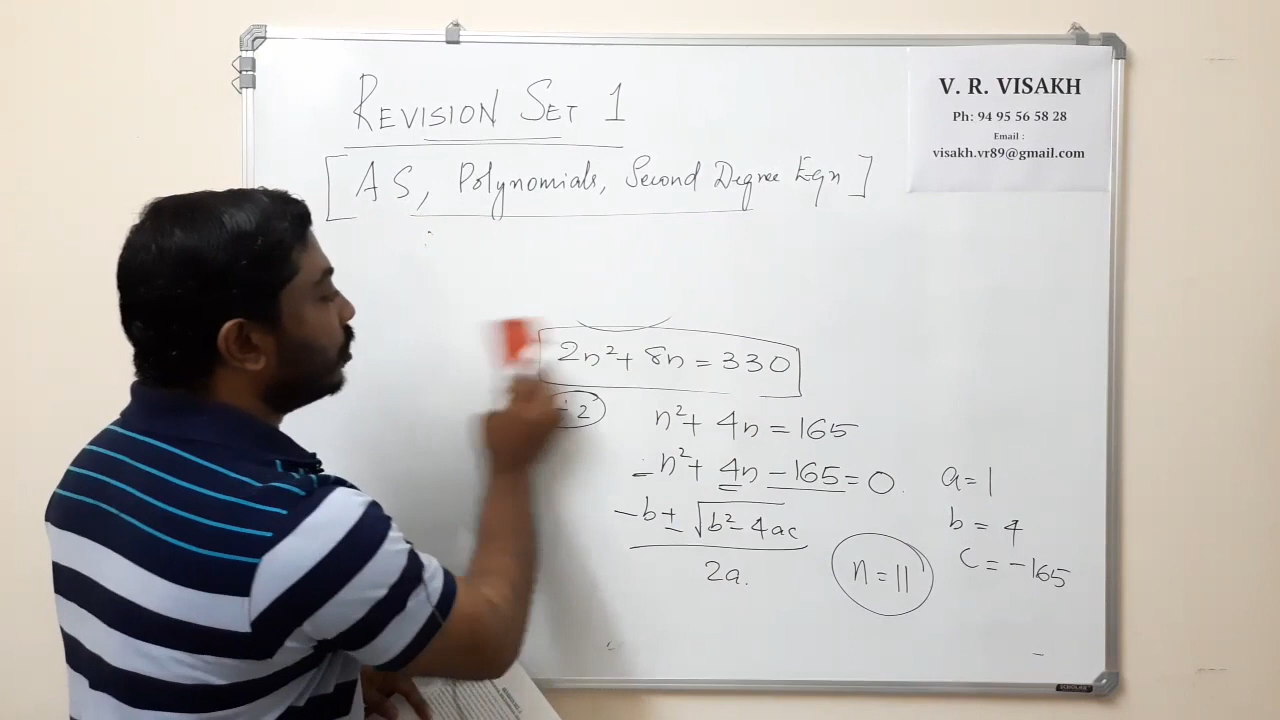 REVISION SET 1
[AS, Polynomials, Second Degree Eqn]
V. R. VISAKH
Ph: 94 95 56 58 28
Email :
visakh.vr89@gmail.com
2n²+ 8n = 330
÷ 2
n²+ 4n = 165
n²+ 4n - 165 = 0
-b ± √b²- 4ac
2a.
n = 11
a = 1
b = 4
c = -165